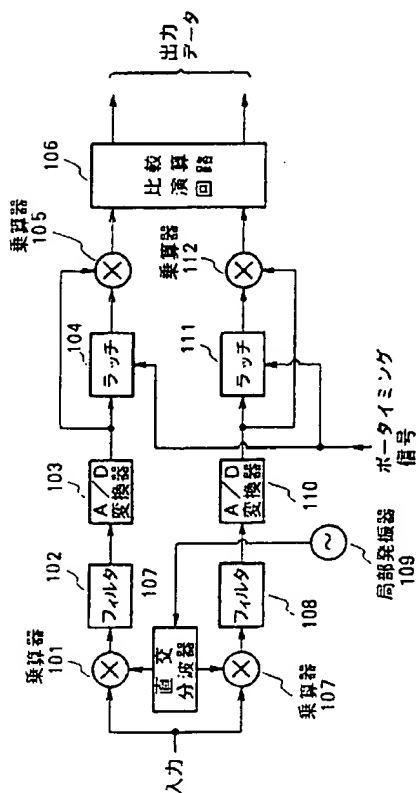 入力
乗算器
101
フィルタ
102
A/D
変換器
103
ラッチ
104
乗算器
105
比較
演算
回路
106
出力
データ
直交
分波器
107
乗算器
107
フィルタ
108
A/D
変換器
110
ラッチ
111
乗算器
112
局部発振器
109
ボータイミング
信号